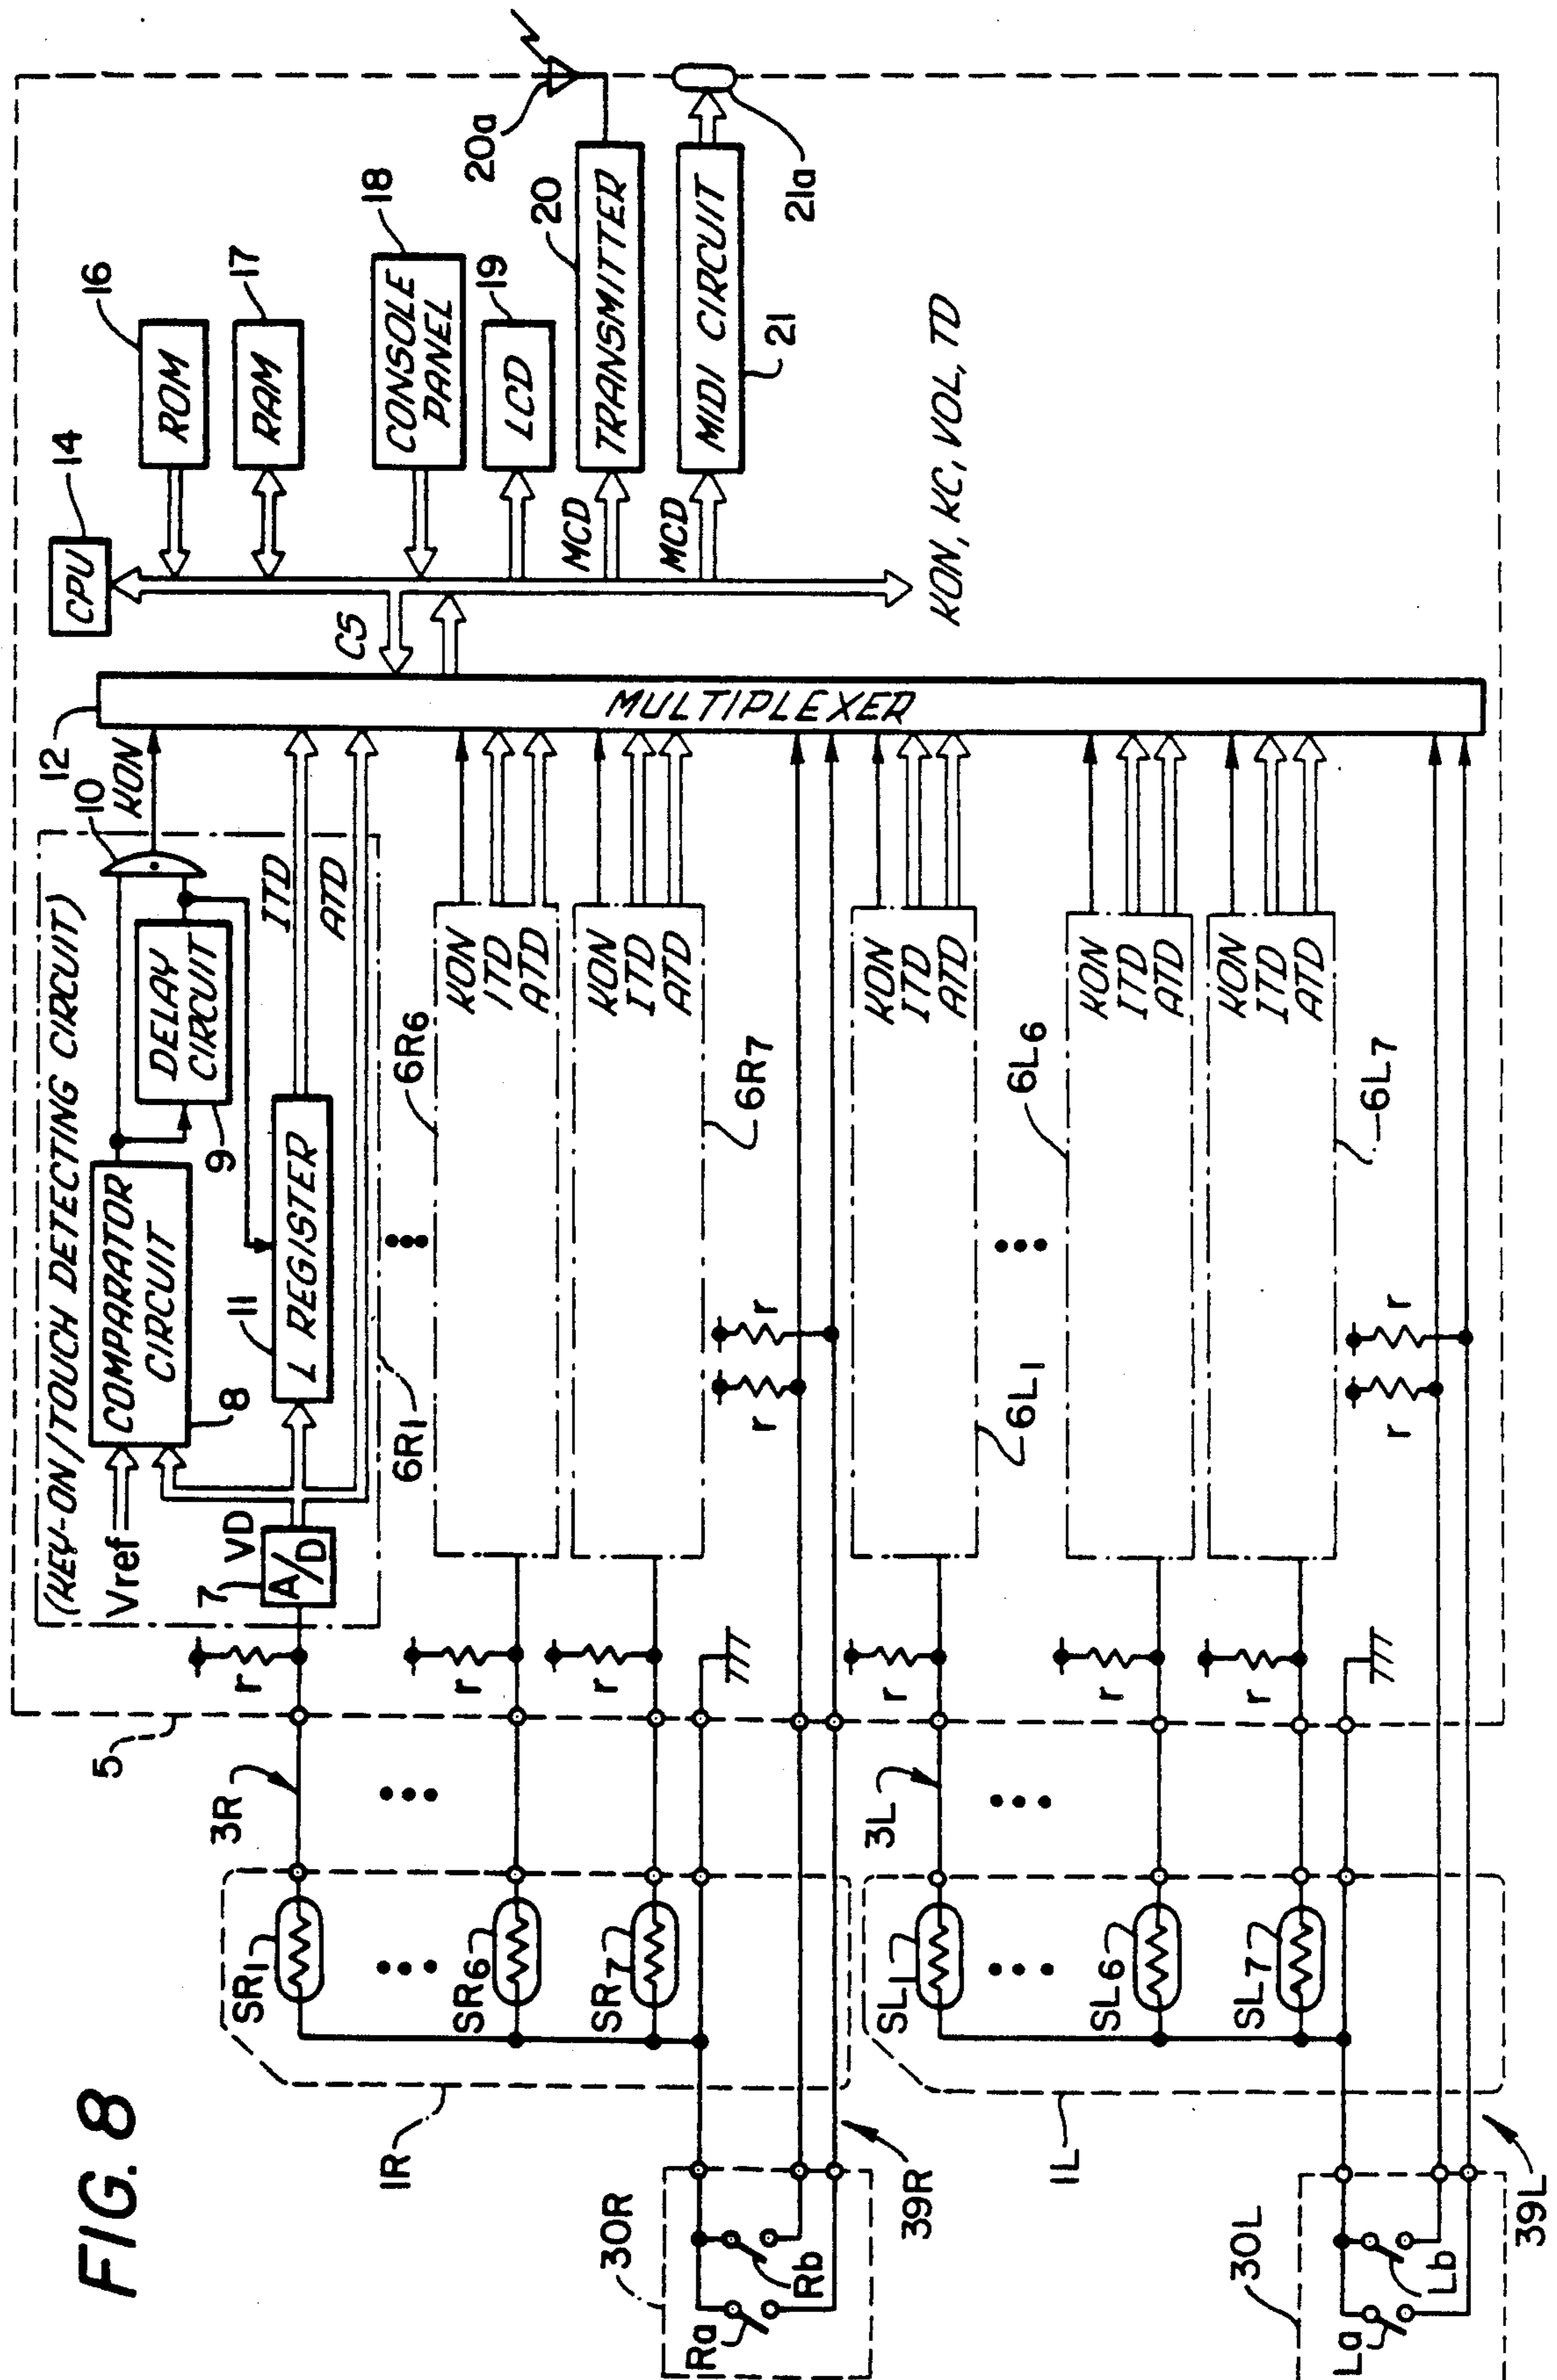 FIG. 8
(KEY-ON/TOUCH DETECTING CIRCUIT)
Vref
COMPARATOR
CIRCUIT
8
DELAY
CIRCUIT
9
10
KON
12
7
VD
A/D
11
L REGISTER
ITD
ATD
6R1
5
r
3R
SR1
SR6
r
SR7
r
1R
6R6
KON
ITD
ATD
KON
ITD
ATD
6R7
r
r
30R
Ra
Rb
39R
MULTIPLEXER
CS
CPU
14
ROM
16
RAM
17
CONSOLE
PANEL
18
LCD
19
MCD
TRANSMITTER
20
20a
MCD
MIDI CIRCUIT
21
21a
KON, KC, VOL, TD
3L
SL1
r
SL6
r
SL7
r
1L
KON
ITD
ATD
6L1
6L6
KON
ITD
ATD
KON
ITD
ATD
6L7
r
r
30L
La
Lb
39L